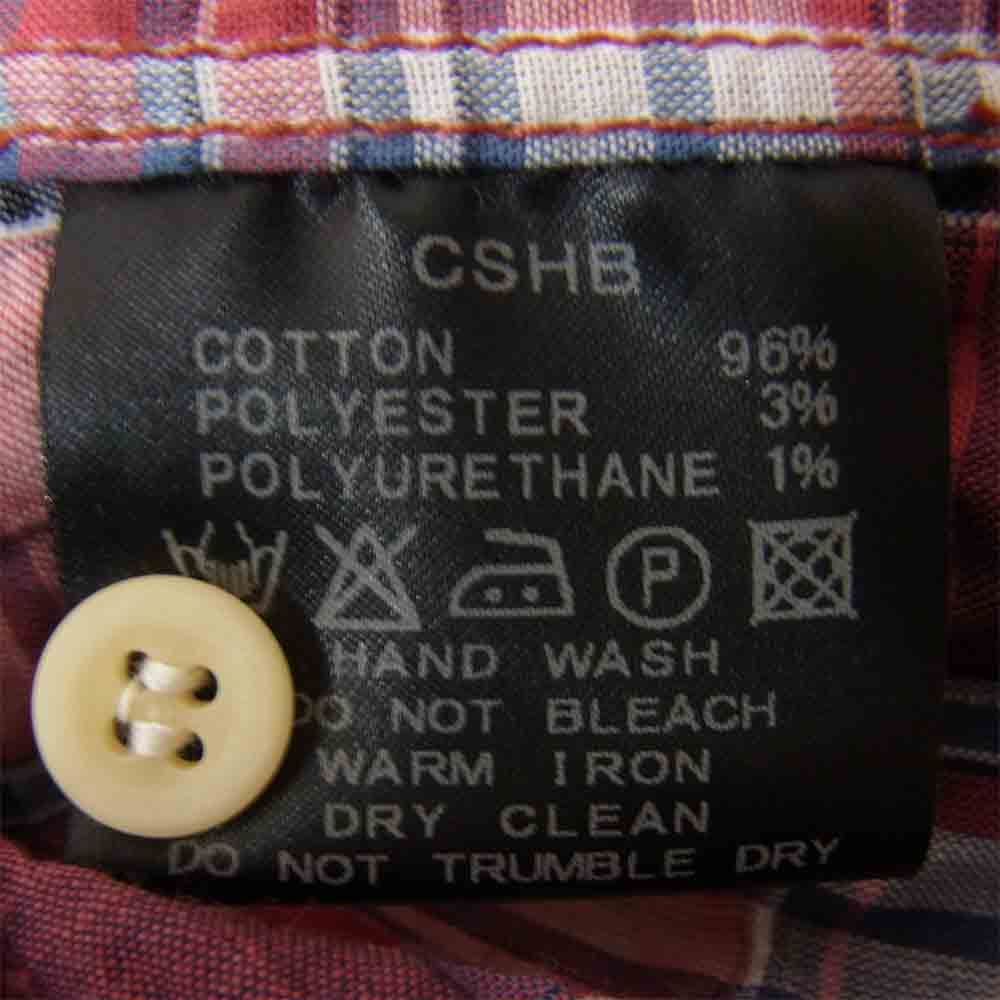 CSHB
COTTON 96%
POLYESTER 3%
POLYURETHANE 1%
P
HAND WASH
DO NOT BLEACH
WARM IRON
DRY CLEAN
DO NOT TRUMBLE DRY